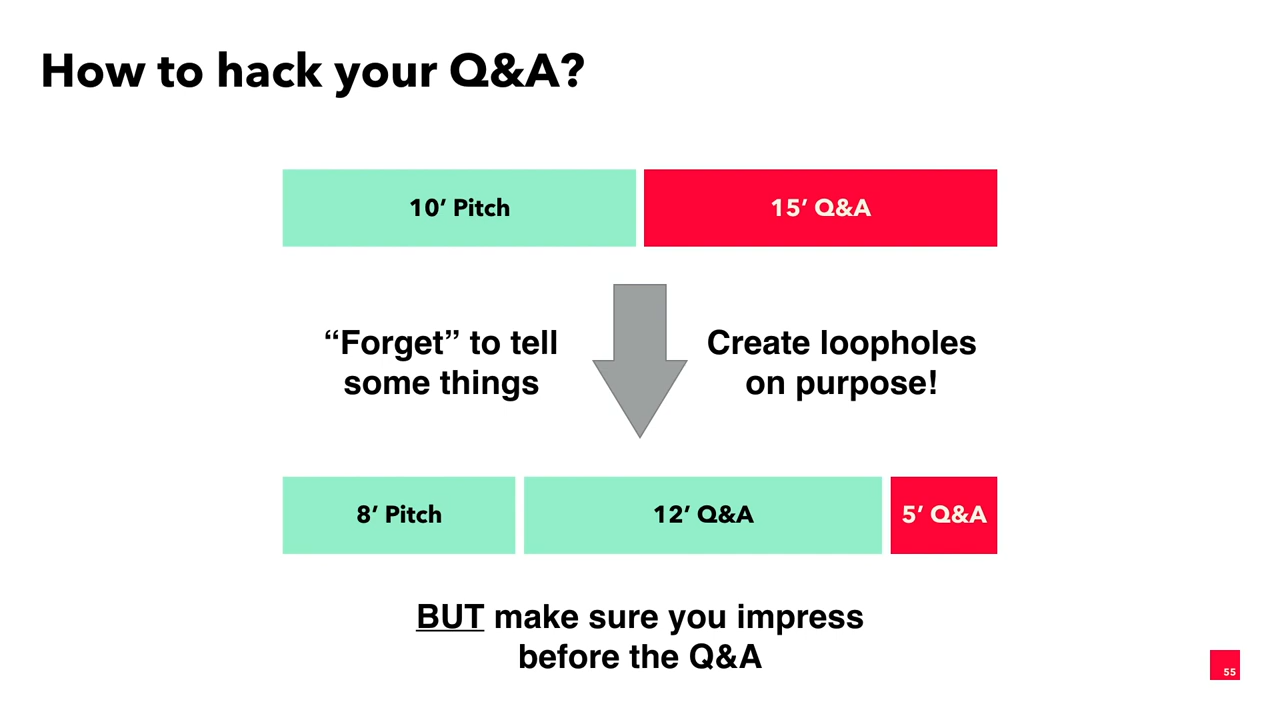 How to hack your Q&A?
10’ Pitch
15’ Q&A
“Forget” to tell
some things
Create loopholes
on purpose!
8’ Pitch
12’ Q&A
5’ Q&A
BUT make sure you impress
before the Q&A
55